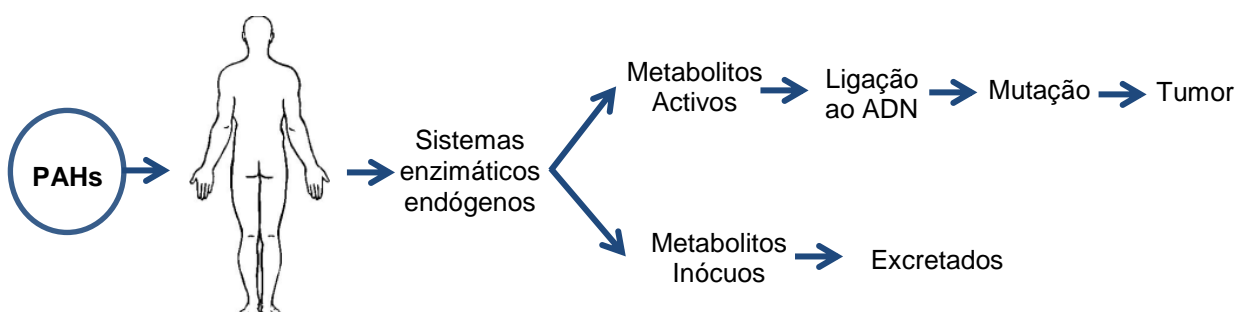 PAHs
Sistemas
enzimáticos
endógenos
Metabolitos
Activos
Ligação
ao ADN
Mutação
Tumor
Metabolitos
Inócuos
Excretados